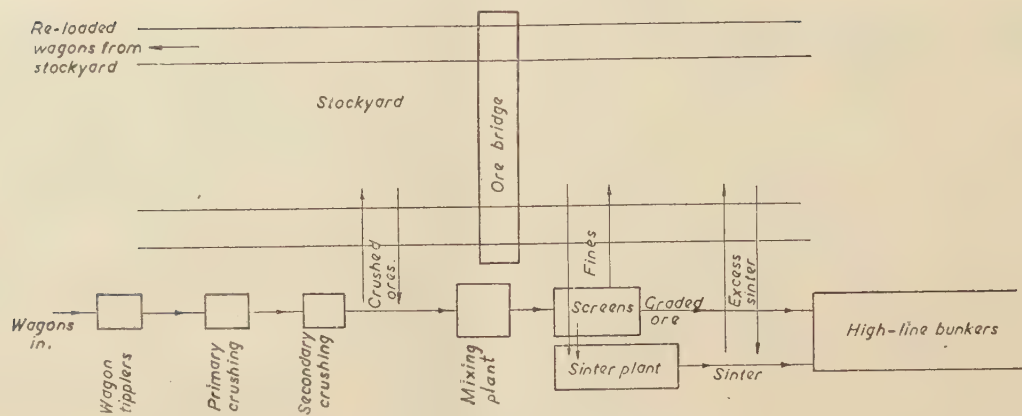 Re-loaded
wagons from
stockyard
Stockyard
Ore bridge
Crushed
ores.
Fines
Excess
sinter
Wagons
in.
Wagon
tipplers
Primary
crushing
Secondary
crushing
Mixing
plant
Screens
Graded
ore
Sinter plant
Sinter
High-line bunkers